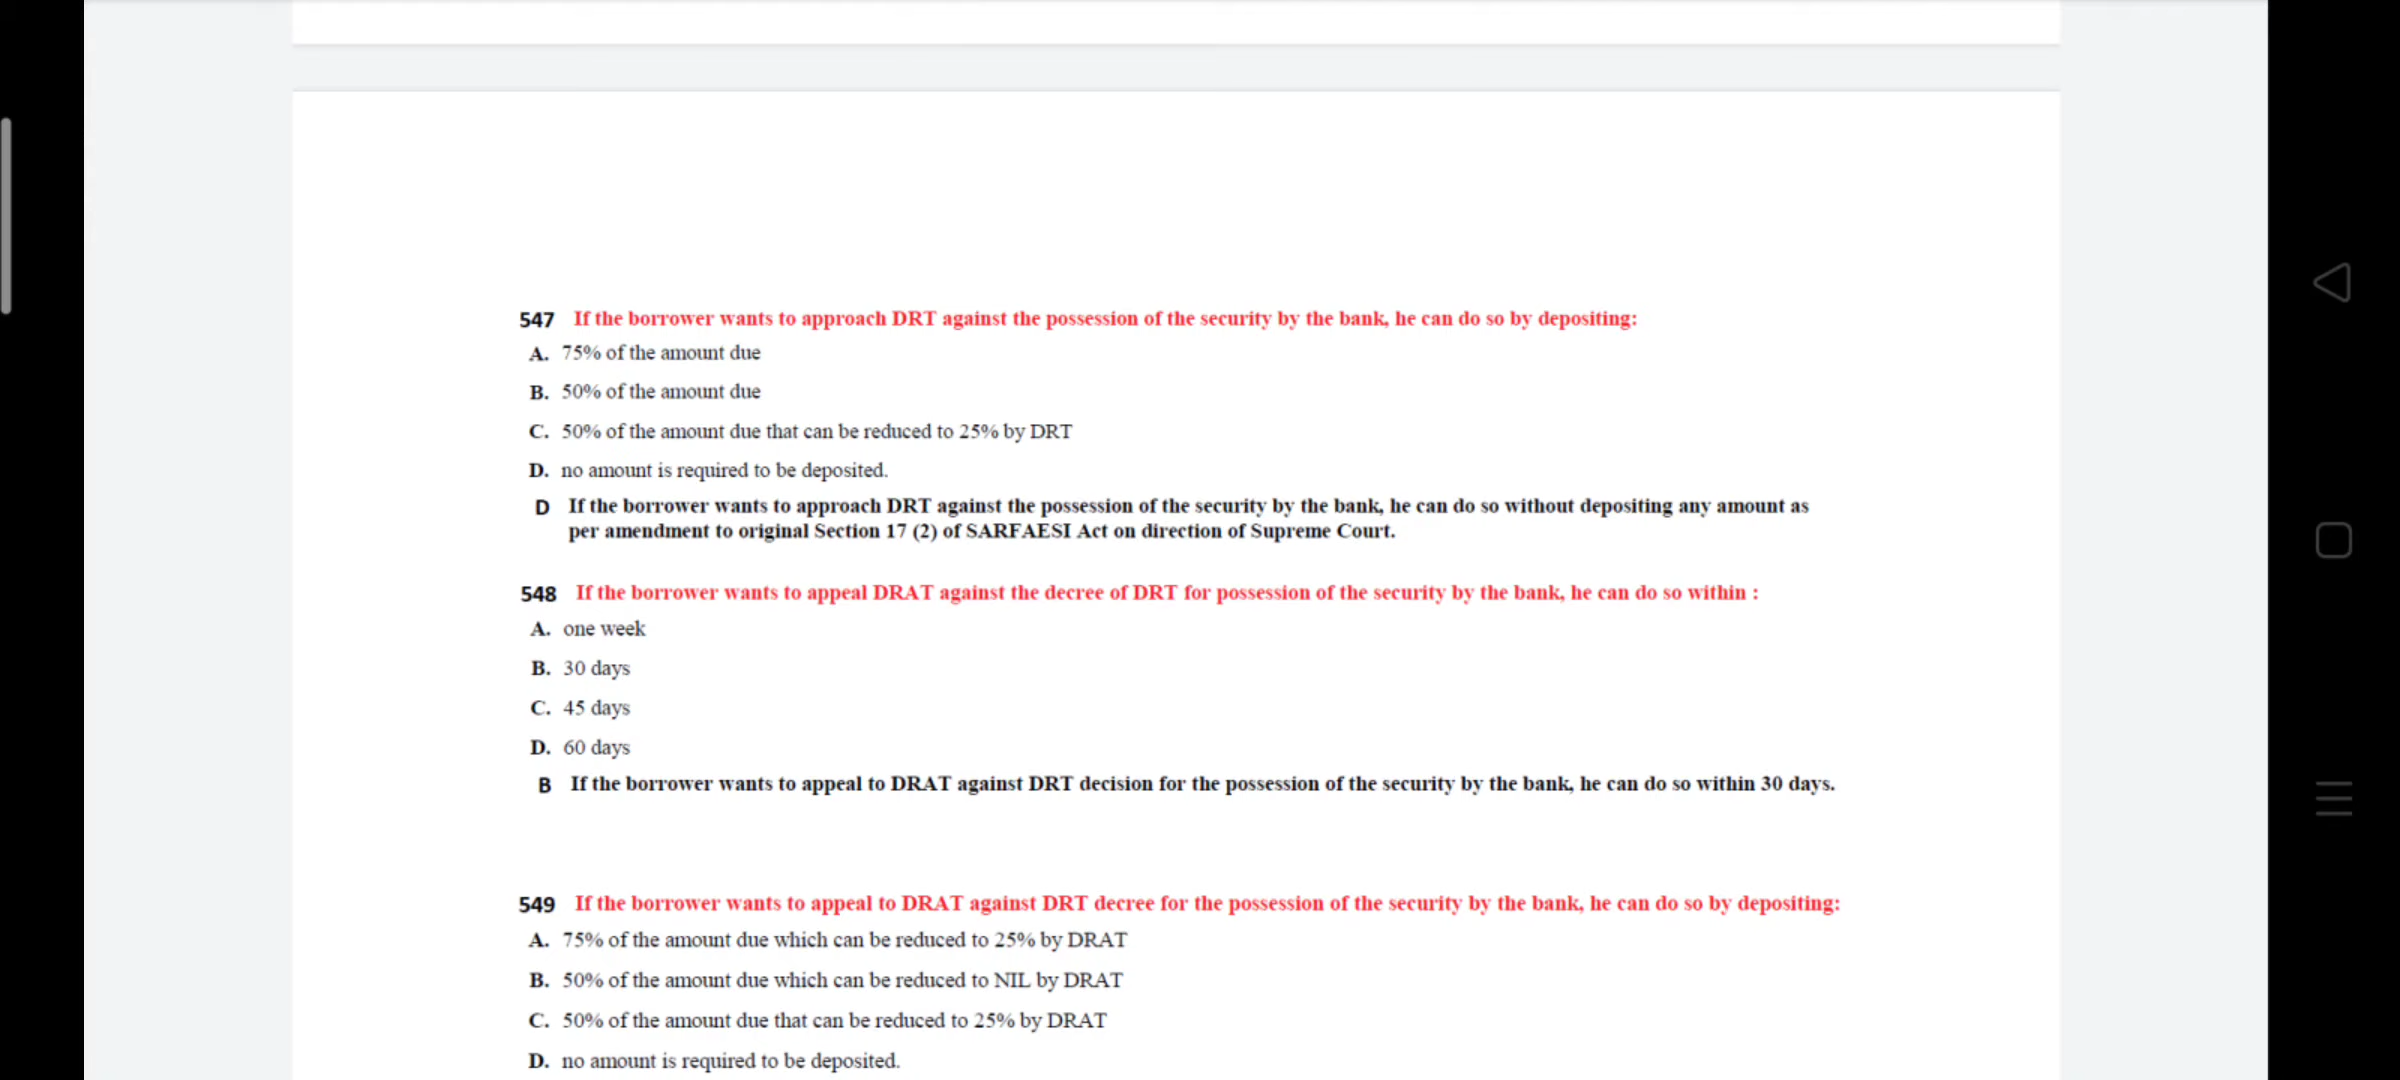 547 If the borrower wants to approach DRT against the possession of the security by the bank, he can do so by depositing:
A. 75% of the amount due
B. 50% of the amount due
C. 50% of the amount due that can be reduced to 25% by DRT
D. no amount is required to be deposited.
D If the borrower wants to approach DRT against the possession of the security by the bank, he can do so without depositing any amount as
per amendment to original Section 17 (2) of SARFAESI Act on direction of Supreme Court.
548 If the borrower wants to appeal DRAT against the decree of DRT for possession of the security by the bank, he can do so within :
A. one week
B. 30 days
C. 45 days
D. 60 days
B If the borrower wants to appeal to DRAT against DRT decision for the possession of the security by the bank, he can do so within 30 days.
549 If the borrower wants to appeal to DRAT against DRT decree for the possession of the security by the bank, he can do so by depositing:
A. 75% of the amount due which can be reduced to 25% by DRAT
B. 50% of the amount due which can be reduced to NIL by DRAT
C. 50% of the amount due that can be reduced to 25% by DRAT
D. no amount is required to be deposited.